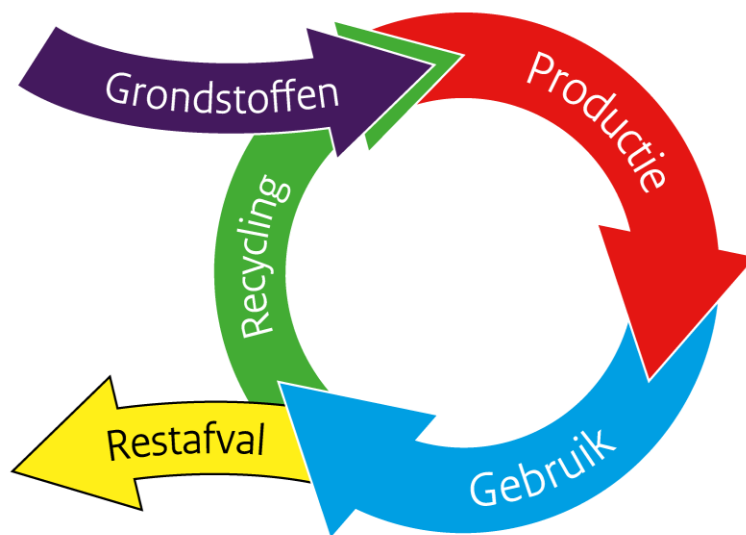 Grondstoffen
Productie
Recycling
Restafval
Gebruik